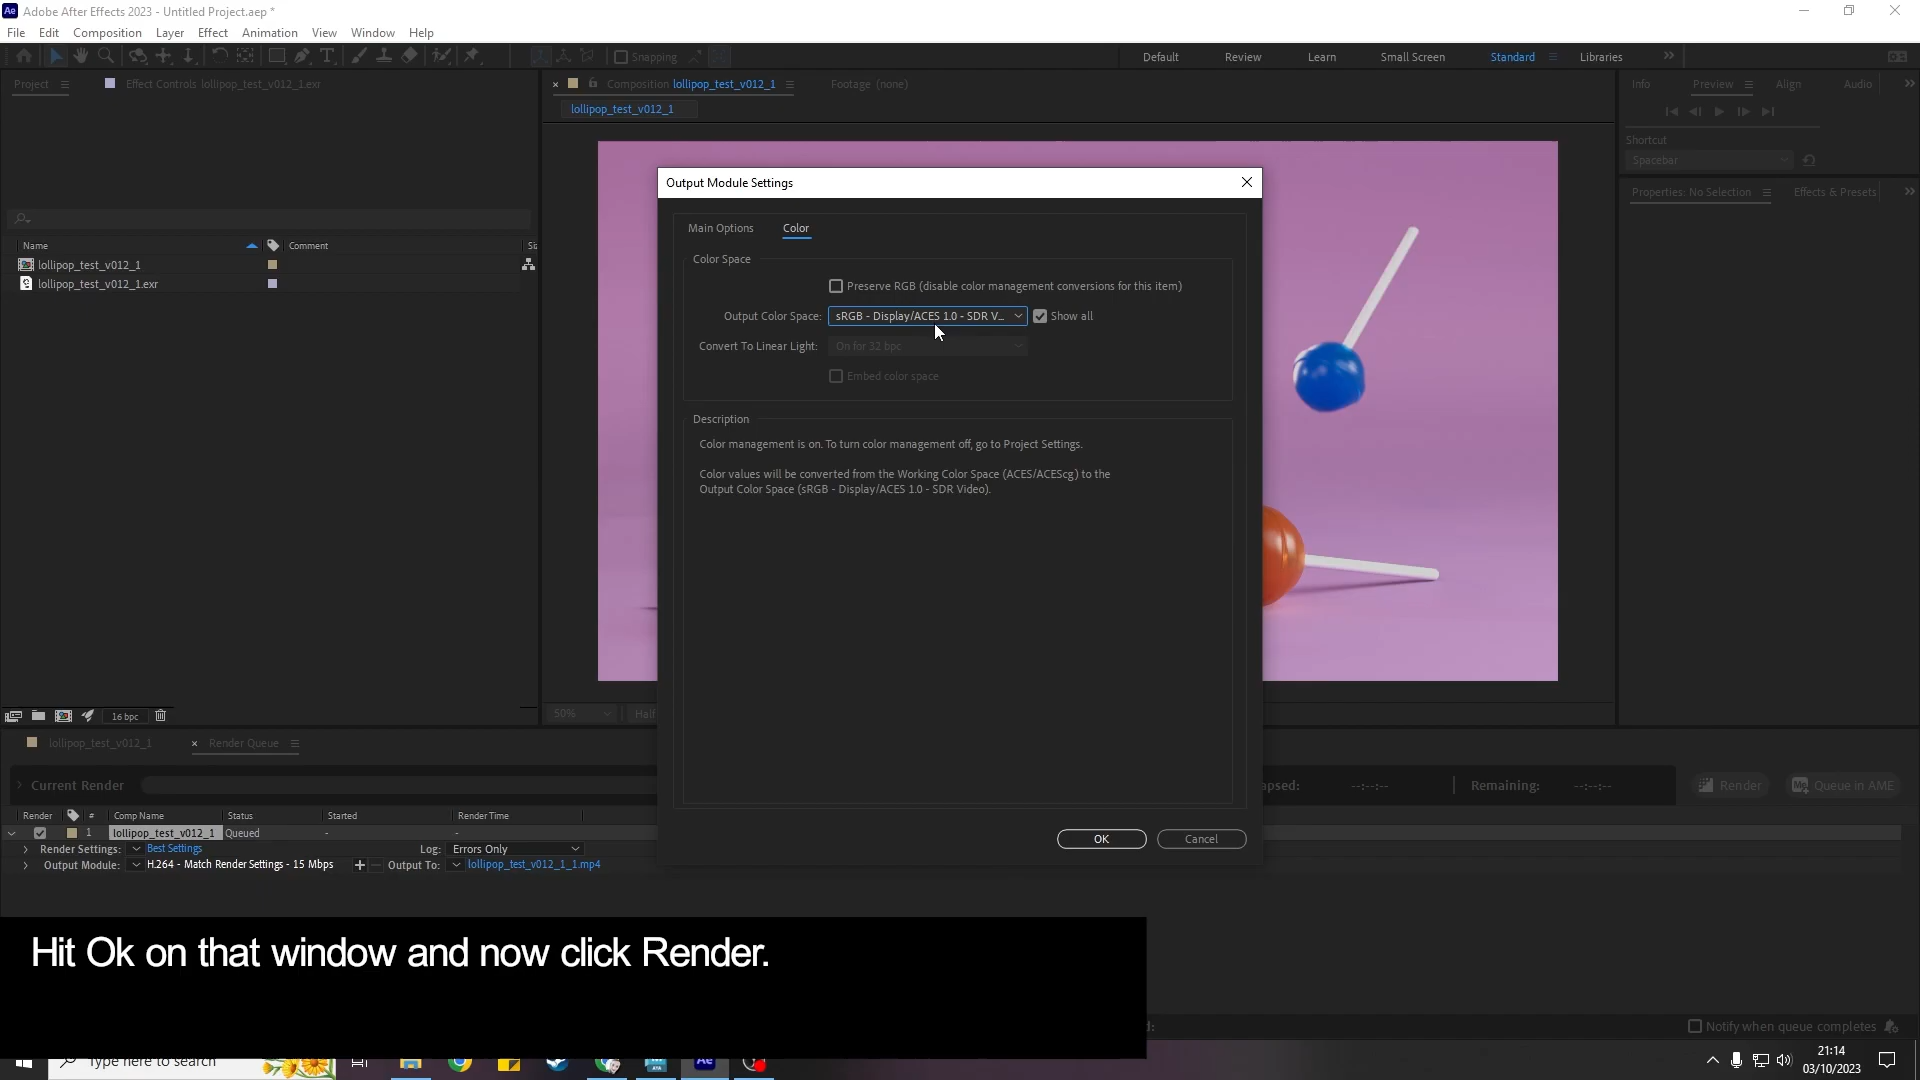 Ae Adobe After Effects 2023 - Untitled Project.aep *
File Edit Composition Layer Effect Animation View Window Help
Snapping
Default Review Learn Small Screen Standard Libraries
Project Effect Controls lollipop_test_v012_1.exr
Composition lollipop_test_v012_1 Footage (none)
Info Preview Align Audio
lollipop_test_v012_1
Shortcut
Spacebar
Properties: No Selection Effects & Presets
Name Comment Siz
lollipop_test_v012_1
lollipop_test_v012_1.exr
Output Module Settings
Main Options Color
Color Space
Preserve RGB (disable color management conversions for this item)
Output Color Space: sRGB - Display/ACES 1.0 - SDR V... Show all
Convert To Linear Light: On for 32 bpc
Embed color space
Description
Color management is on. To turn color management off, go to Project Settings.
Color values will be converted from the Working Color Space (ACES/ACEScg) to the
Output Color Space (sRGB - Display/ACES 1.0 - SDR Video).
OK Cancel
50% Half
16 bpc
lollipop_test_v012_1 Render Queue
Current Render apsed: --:--:-- Remaining: --:--:-- Render Me Queue in AME
Render # Comp Name Status Started Render Time
1 lollipop_test_v012_1 Queued - -
Render Settings: Best Settings Log: Errors Only
Output Module: H.264 - Match Render Settings - 15 Mbps Output To: lollipop_test_v012_1_1.mp4
Hit Ok on that window and now click Render.
d:
Notify when queue completes
Type here to search
Ae
21:14
03/10/2023